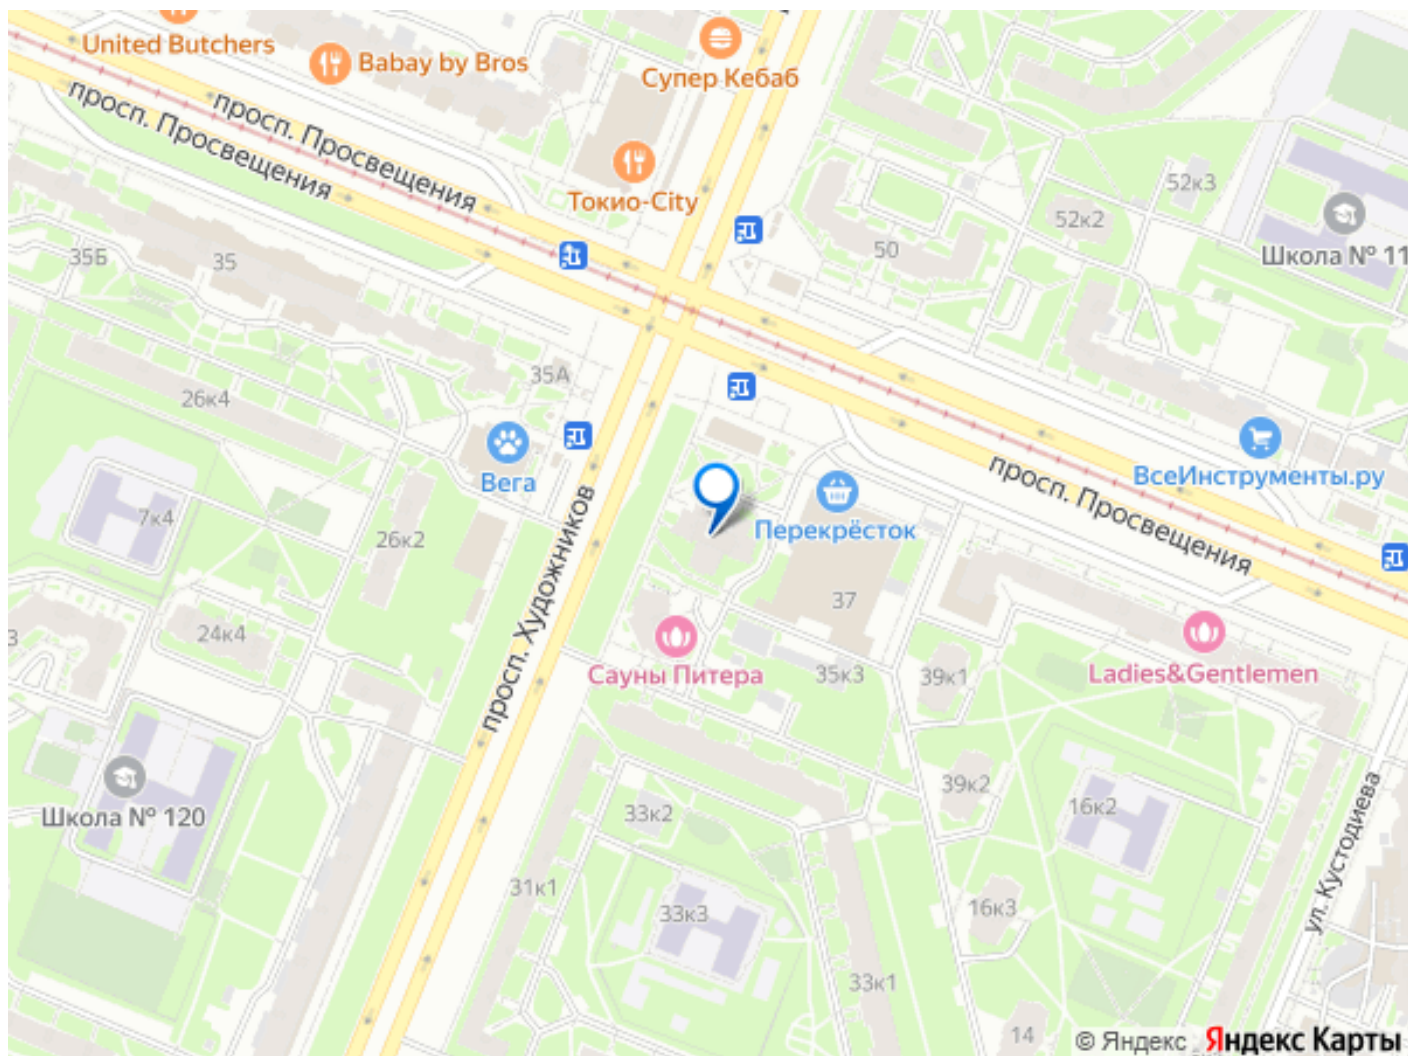 United Butchers
Babay by Bros
Супер Кебаб
просп. Просвещения
просп. Просвещения
Токио-City
52к3
52к2
50
Школа № 11
35Б
35
35А
26к4
Вега
ВсеИнструменты.ру
просп. Просвещения
Перекрёсток
7к4
26к2
просп. Художников
37
24к4
3
Сауны Питера
35к3
39к1
Ladies&Gentlemen
39к2
16к2
Школа № 120
33к2
ул. Кустодиева
31к1
33к3
16к3
33к1
14
© Яндекс Яндекс Карты